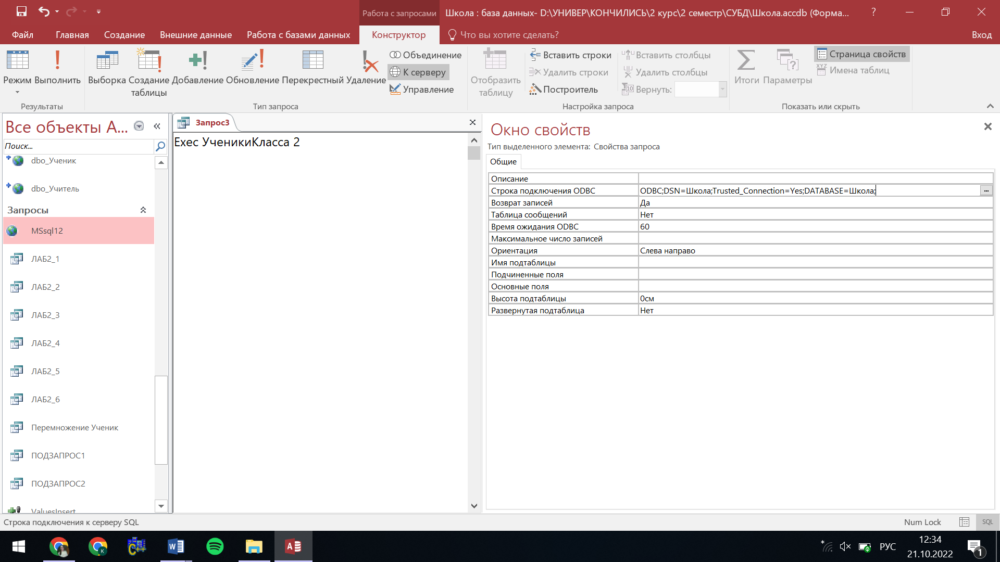 Работа с запросами
Школа : база данных- D:\УНИВЕР\КОНЧИЛИСЬ\2 курс\2 семестр\СУБД\Школа.accdb (Форма...
?
Файл
Главная
Создание
Внешние данные
Работа с базами данных
Конструктор
Что вы хотите сделать?
Вход
Режим
Выполнить
Результаты
Выборка
Создание
таблицы
Добавление
Обновление
Перекрестный
Удаление
Объединение
К серверу
Управление
Тип запроса
Отобразить
таблицу
Вставить строки
Удалить строки
Построитель
Вставить столбцы
Удалить столбцы
Вернуть:
Настройка запроса
Итоги
Параметры
Страница свойств
XYZ
Имена таблиц
Показать или скрыть
Все объекты A...
Поиск...
dbo_Ученик
dbo_Учитель
Запросы
MSsql12
ЛАБ2_1
ЛАБ2_2
ЛАБ2_3
ЛАБ2_4
ЛАБ2_5
ЛАБ2_6
Перемножение Ученик
ПОДЗАПРОС1
ПОДЗАПРОС2
ValuesInsert
Запрос3
Exec УченикиКласса 2
Окно свойств
Тип выделенного элемента: Свойства запроса
Общие
Описание
Строка подключения ODBC ODBC;DSN=Школа;Trusted_Connection=Yes;DATABASE=Школа;
Возврат записей Да
Таблица сообщений Нет
Время ожидания ODBC 60
Максимальное число записей
Ориентация Слева направо
Имя подтаблицы
Подчиненные поля
Основные поля
Высота подтаблицы 0см
Развернутая подтаблица Нет
Строка подключения к серверу SQL
Num Lock
SQL
РУС
12:34
21.10.2022
1